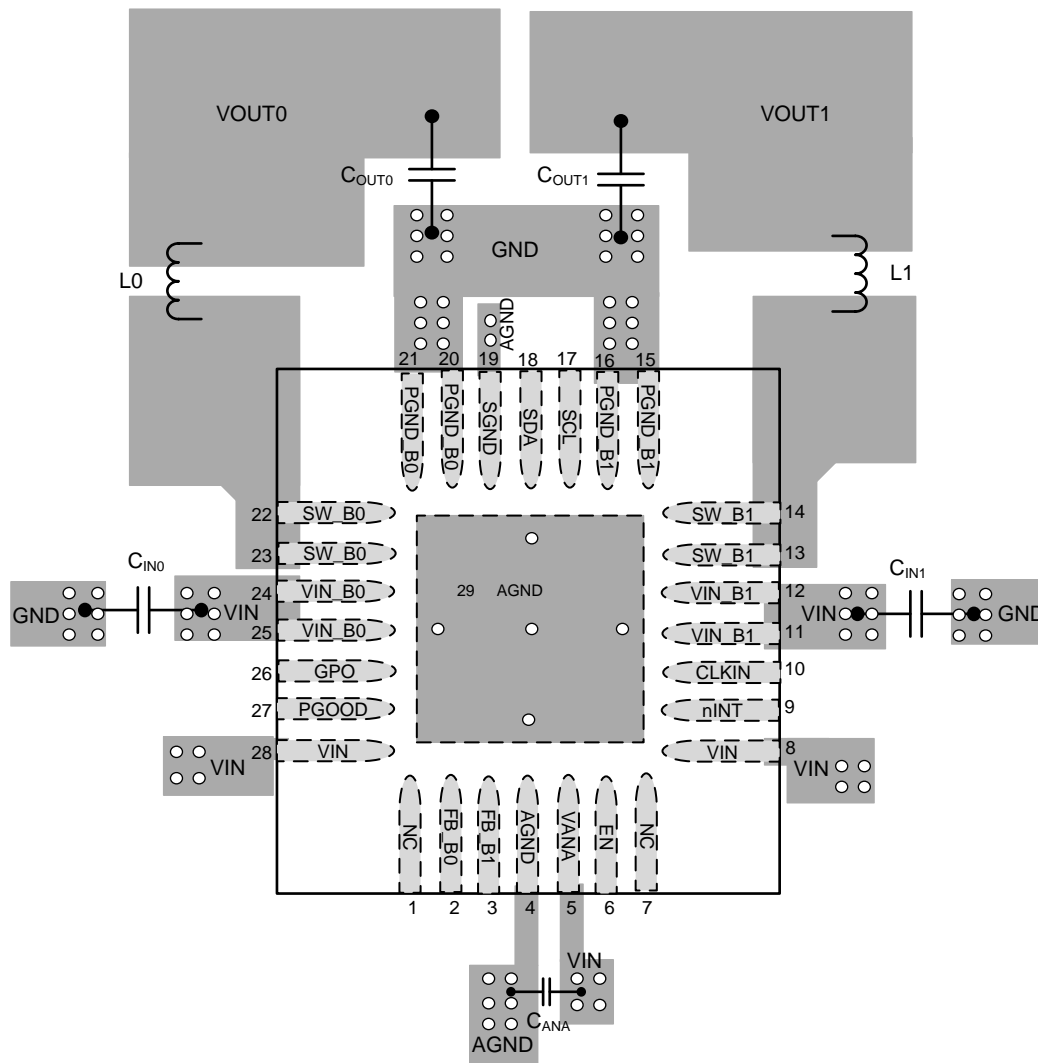 VOUT0
VOUT1
COUT0
COUT1
GND
L0
L1
AGND
21
20
19
18
17
16
15
PGND_B0
PGND_B0
SGND
SDA
SCL
PGND_B1
PGND_B1
22
SW_B0
SW_B1
14
23
SW_B0
SW_B1
13
CIN0
CIN1
24
VIN_B0
VIN_B1
12
GND
VIN
29
AGND
VIN
GND
25
VIN_B0
VIN_B1
11
26
GPO
CLKIN
10
27
PGOOD
nINT
9
28
VIN
VIN
8
VIN
VIN
NC
FB_B0
FB_B1
AGND
VANA
EN
NC
1
2
3
4
5
6
7
VIN
CANA
AGND